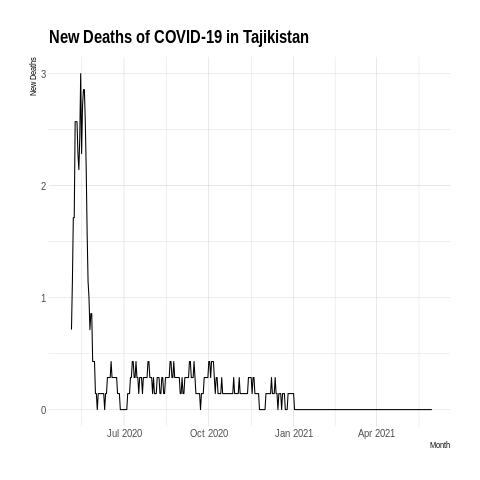 New Deaths of COVID-19 in Tajikistan
New Deaths
3
2
1
0
Jul 2020 Oct 2020 Jan 2021 Apr 2021
Month